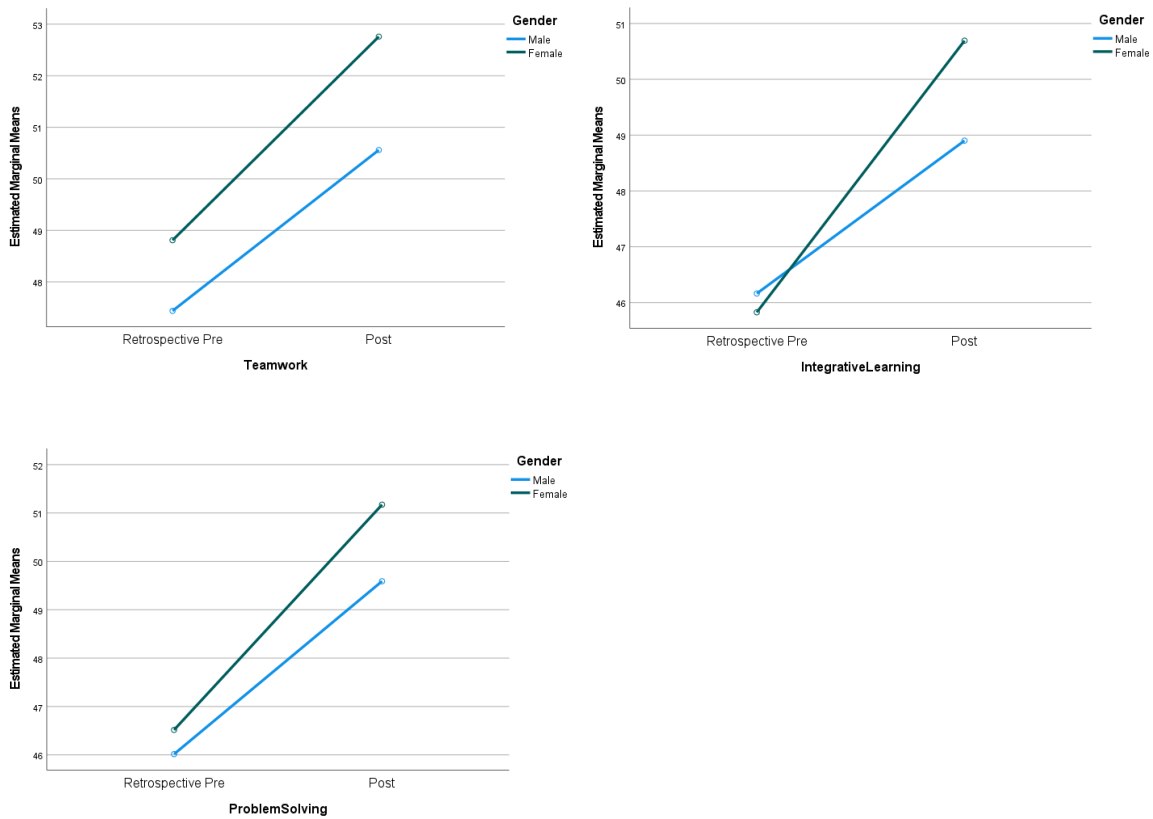 Gender
Male
Female
53
52
51
50
49
48
Estimated Marginal Means
Retrospective Pre
Post
Teamwork
Gender
Male
Female
51
50
49
48
47
46
Estimated Marginal Means
Retrospective Pre
Post
IntegrativeLearning
Gender
Male
Female
52
51
50
49
48
47
46
Estimated Marginal Means
Retrospective Pre
Post
ProblemSolving